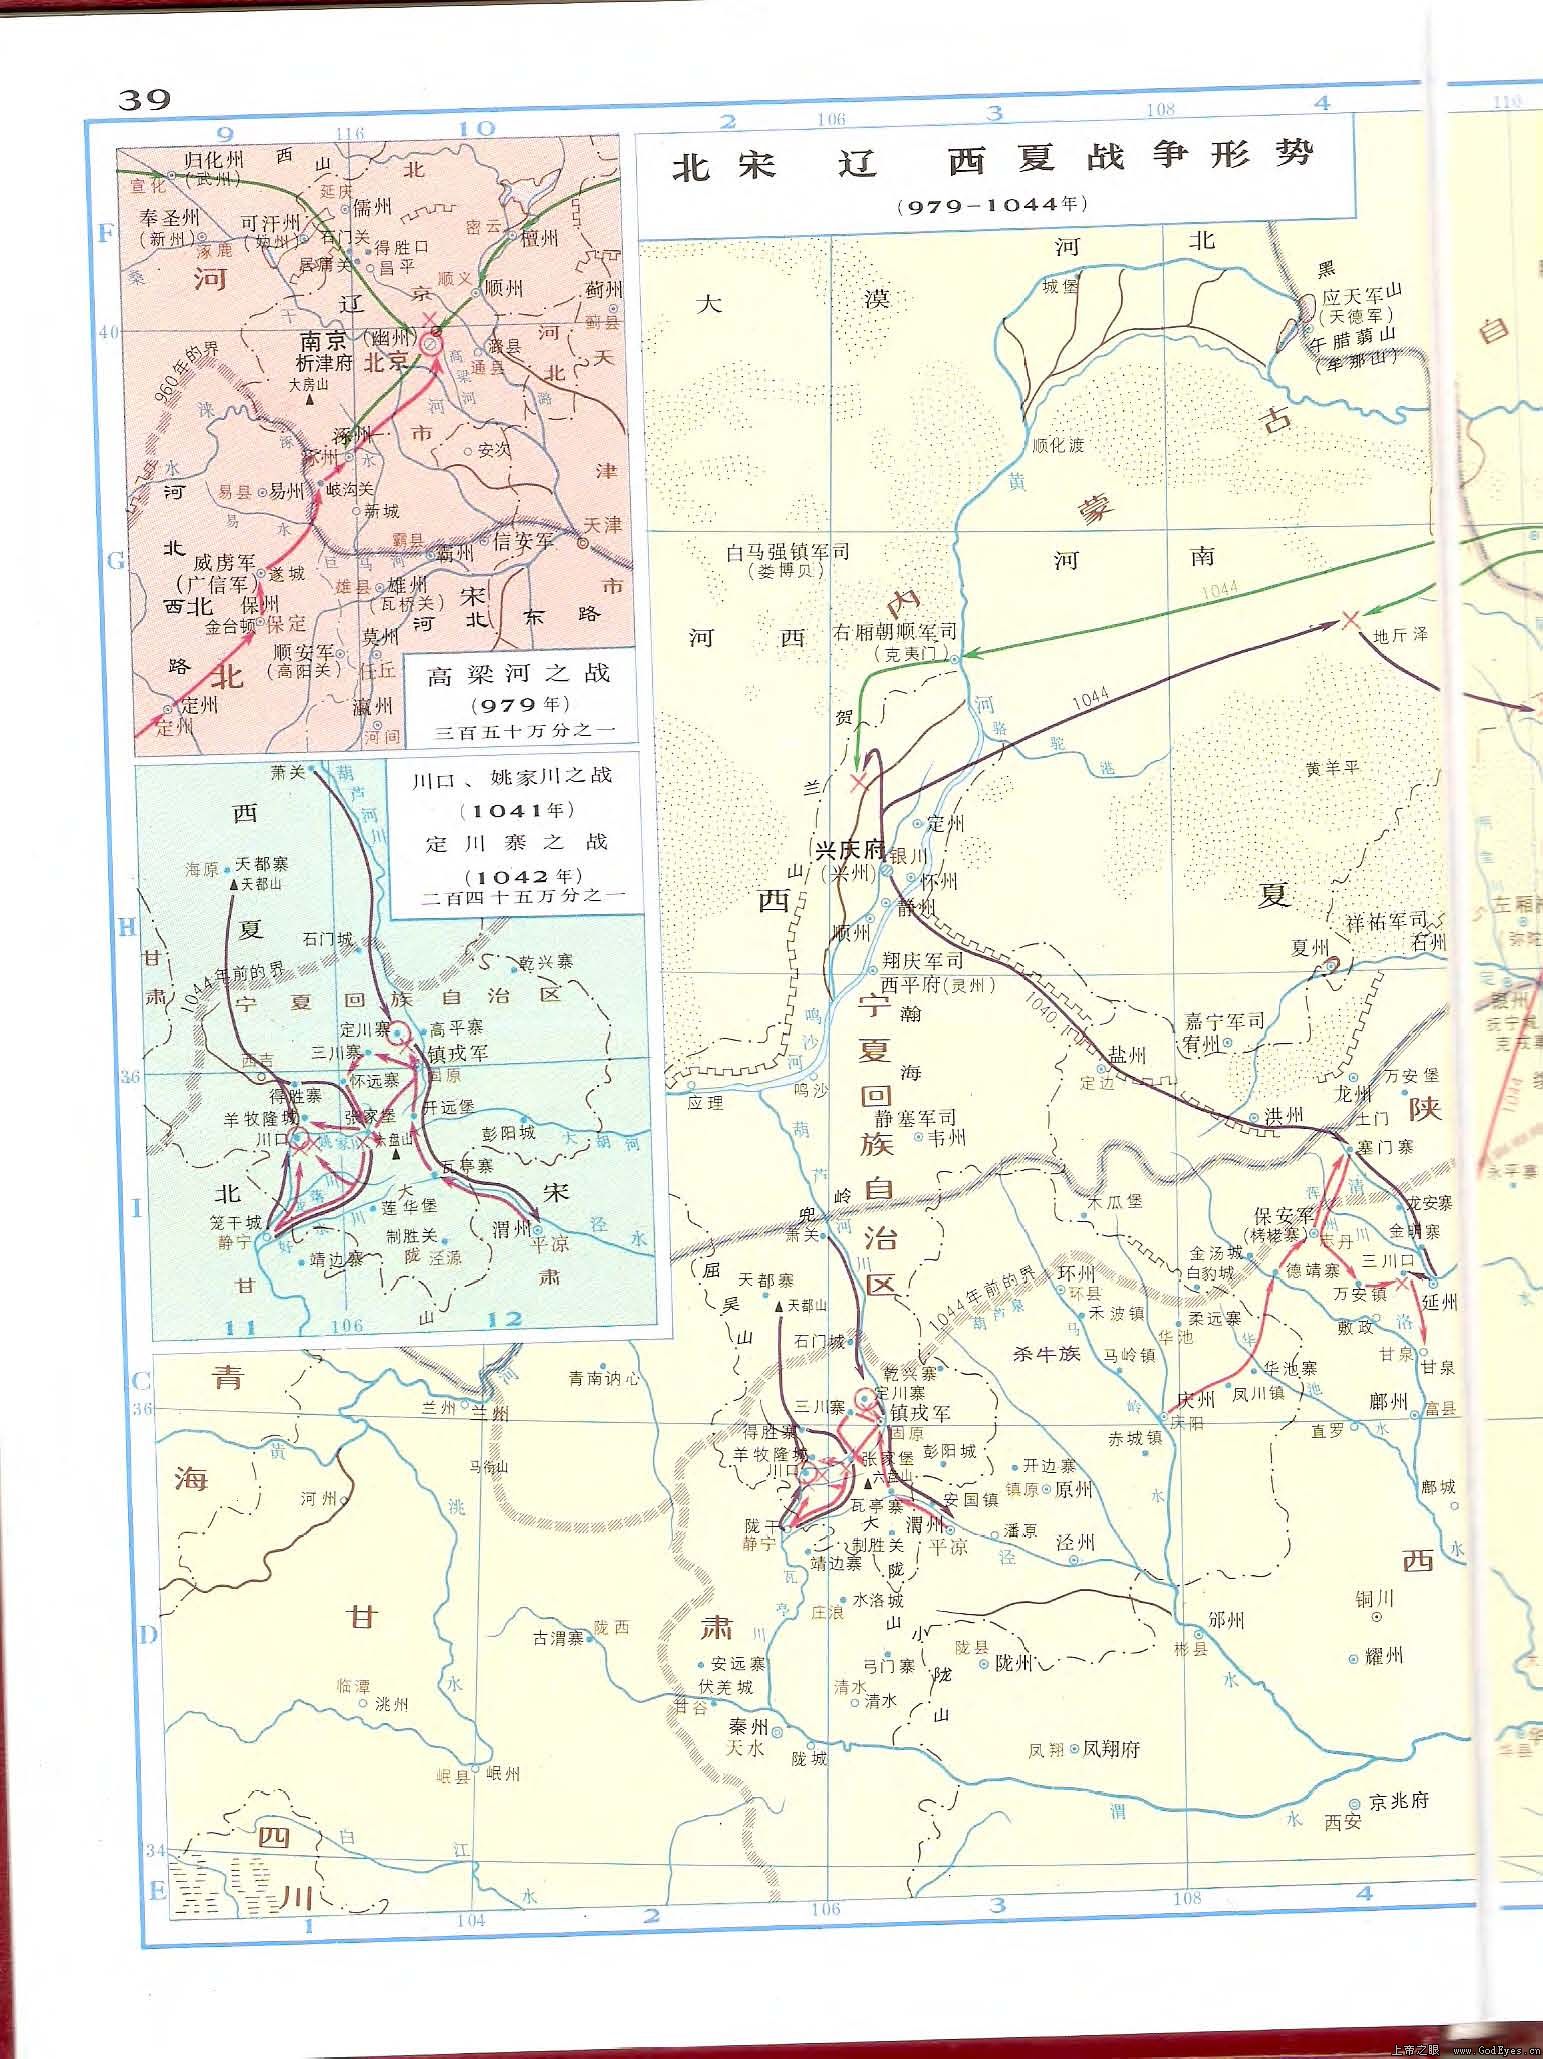 39
9
116
10
2
106
3
108
4
110
北宋 辽 西夏战争形势
(979-1044年)
归化州
西
山
北
宣化
(武州)
延庆
儒州
奉圣州
(新州)
可汗州
石门关
得胜口
密云
檀州
涿鹿
居庸关
昌平
顺义
顺州
蓟州
蓟县
F
桑
河
干
辽
京
40
南京
(幽州)
析津府
北京
潞县
通县
河
天
北
大房山
高
梁
河
路
960年的界
涞
涿
水
涿州
涿州
水
市
安次
津
河
易县
易州
岐沟关
易
水
新城
北
霸县
霸州
信安军
天津
G
威虏军
(广信军)
遂城
巨
马
河
雄县
雄州
(瓦桥关)
宋
市
西北
保州
金台顿
保定
河
北
东
路
莫州
路
顺安军
(高阳关)
任丘
北
定州
定州
瀛州
河间
高梁河之战
(979年)
三百五十万分之一
川口、姚家川之战
(1041年)
定川寨之战
(1042年)
二百四十五万分之一
萧关
葫
芦
河
川
西
海原
天都寨
天都山
夏
H
甘
肃
石门城
乾兴寨
1044年前的界
宁夏回族自治区
定川寨
高平寨
三川寨
镇戎军
固原
西吉
36
怀远寨
得胜寨
羊牧隆城
张家堡
开远堡
川口
姚家川
六盘山
彭阳城
大
胡
河
瓦亭寨
I
北
大
宋
笼干城
莲华堡
渭州
泾
水
静宁
好
水
川
制胜关
平凉
靖边寨
陇
泾源
甘
肃
山
11
106
12
大
漠
河
北
城堡
黑
应天军山
(天德军)
午腊蒻山
(牟那山)
自
古
顺化渡
黄
蒙
白马强镇军司
(娄博贝)
河
南
内
1044
河
西
右厢朝顺军司
(克夷门)
地斤泽
1044
贺
河
骆
驼
港
黄羊平
兰
定州
兴庆府
银川
(兴州)
怀州
山
静州
西
夏
顺州
祥祐军司
夏州
石州
左厢
翔庆军司
西平府(灵州)
宁
瀚
鸣
沙
河
1040
嘉宁军司
宥州
夏
盐州
定边
海
应理
鸣沙
回
龙州
万安堡
静塞军司
韦州
洪州
土门
陕
葫
芦
族
塞门寨
永平寨
自
岭
木瓜堡
浑
州
川
清
龙安寨
兜
河
萧关
治
川
保安军
(栲栳寨)
志丹
金明寨
金汤城
屈
吴
山
区
天都寨
天都山
环州
环县
白豹城
德靖寨
三川口
万安镇
延州
1044年前的界
葫
芦
泉
马
禾波镇
柔远寨
敷政
洛
石门城
杀牛族
华池
华
甘泉
甘泉
乾兴寨
马岭镇
华池寨
定川寨
岭
凤川镇
池
三川寨
镇戎军
庆州
鄜州
固原
庆阳
富县
得胜寨
赤城镇
直罗
水
羊牧隆城
张家堡
彭阳城
川口
六盘山
开边寨
水
瓦亭寨
安国镇
镇原
原州
鄜城
陇干
大
渭州
静宁
制胜关
平凉
潘原
泾
泾州
水
靖边寨
陇
西
瓦
亭
川
水洛城
庄浪
山
小
陇
山
铜川
邠州
彬县
耀州
弓门寨
陇县
陇州
清水
清水
水
安远寨
伏羌城
甘谷
秦州
天水
陇城
凤翔
凤翔府
京兆府
西安
渭
水
C
36
青
河
青南讷心
兰州
兰州
黄
马衔山
海
河州
洮
甘
D
古渭寨
陇西
肃
临潭
洮州
水
岷县
岷州
34
四
白
江
川
水
E
1
104
2
106
3
108
4
上帝之眼 www.GodEyes.cn